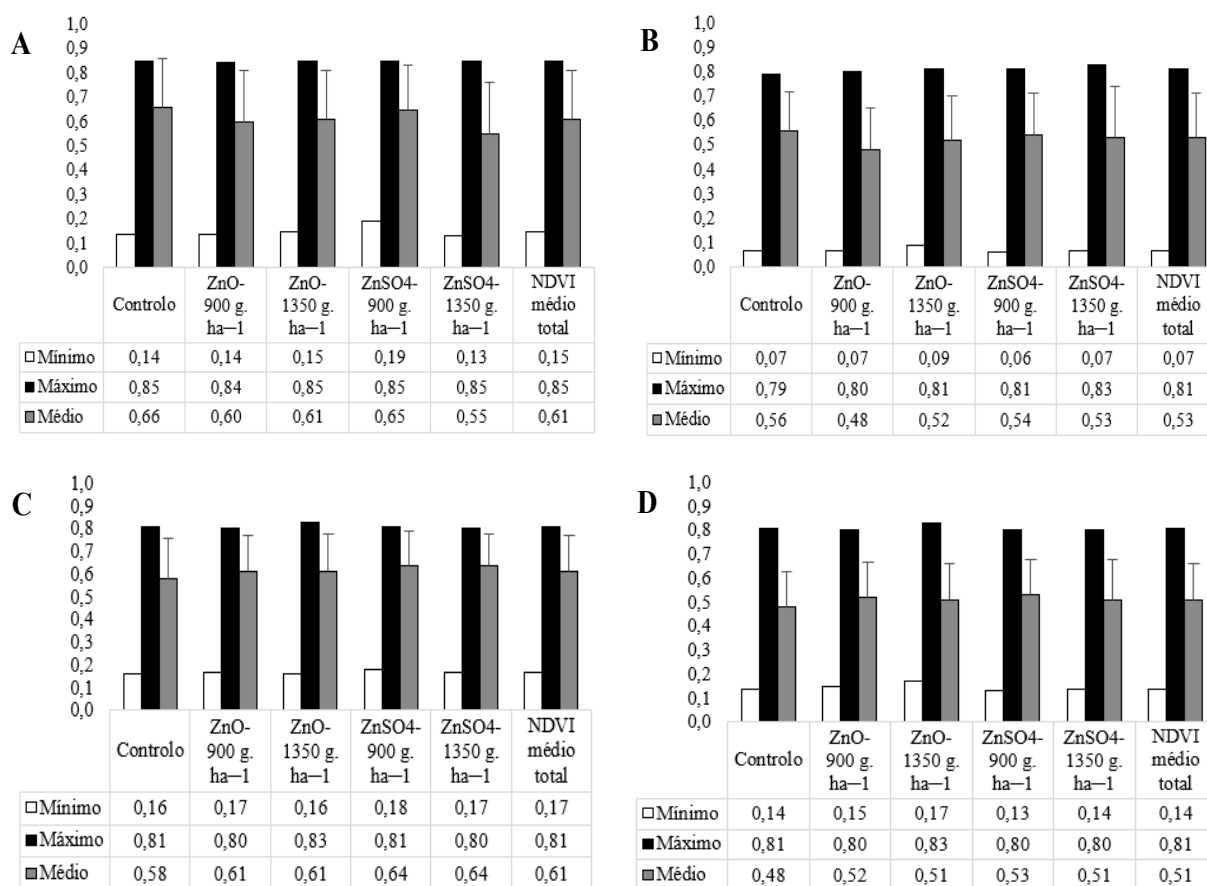 A
1,0
0,9
0,8
0,7
0,6
0,5
0,4
0,3
0,2
0,1
0,0
Controlo
ZnO-
900 g.
ha—1
ZnO-
1350 g.
ha—1
ZnSO4-
900 g.
ha—1
ZnSO4-
1350 g.
ha—1
NDVI
médio
total
Mínimo 0,14 0,14 0,15 0,19 0,13 0,15
Máximo 0,85 0,84 0,85 0,85 0,85 0,85
Médio 0,66 0,60 0,61 0,65 0,55 0,61
B
1,0
0,9
0,8
0,7
0,6
0,5
0,4
0,3
0,2
0,1
0,0
Controlo
ZnO-
900 g.
ha—1
ZnO-
1350 g.
ha—1
ZnSO4-
900 g.
ha—1
ZnSO4-
1350 g.
ha—1
NDVI
médio
total
Mínimo 0,07 0,07 0,09 0,06 0,07 0,07
Máximo 0,79 0,80 0,81 0,81 0,83 0,81
Médio 0,56 0,48 0,52 0,54 0,53 0,53
C
1,0
0,9
0,8
0,7
0,6
0,5
0,4
0,3
0,2
0,1
0,0
Controlo
ZnO-
900 g.
ha—1
ZnO-
1350 g.
ha—1
ZnSO4-
900 g.
ha—1
ZnSO4-
1350 g.
ha—1
NDVI
médio
total
Mínimo 0,16 0,17 0,16 0,18 0,17 0,17
Máximo 0,81 0,80 0,83 0,81 0,80 0,81
Médio 0,58 0,61 0,61 0,64 0,64 0,61
D
1,0
0,9
0,8
0,7
0,6
0,5
0,4
0,3
0,2
0,1
0,0
Controlo
ZnO-
900 g.
ha—1
ZnO-
1350 g.
ha—1
ZnSO4-
900 g.
ha—1
ZnSO4-
1350 g.
ha—1
NDVI
médio
total
Mínimo 0,14 0,15 0,17 0,13 0,14 0,14
Máximo 0,81 0,80 0,83 0,80 0,80 0,81
Médio 0,48 0,52 0,51 0,53 0,51 0,51